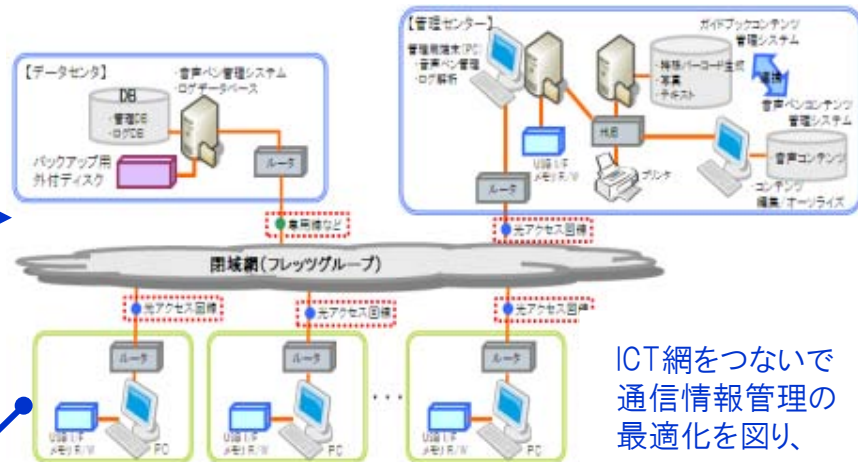 【データセンタ】
・音声ペン管理システム
・ログデータベース
DB
・管理DB
・ログDB
バックアップ用
外付ディスク
ルータ
専用線など
【管理センター】
管理用端末(PC)
・音声ペン管理
・ログ解析
USB I/F
メモリ R/W
ルータ
HUB
プリンタ
ガイドブックコンテンツ
管理システム
・特殊バーコード生成
・写真
・テキスト
連携
音声ペンコンテンツ
管理システム
音声コンテンツ
・コンテンツ
編集/オーソライズ
光アクセス回線
閉域網(フレッツグループ)
光アクセス回線
光アクセス回線
光アクセス回線
ルータ
USB I/F
メモリ R/W
PC
ルータ
USB I/F
メモリ R/W
PC
・・・
ルータ
USB I/F
メモリ R/W
PC
ICT網をつないで
通信情報管理の
最適化を図り、